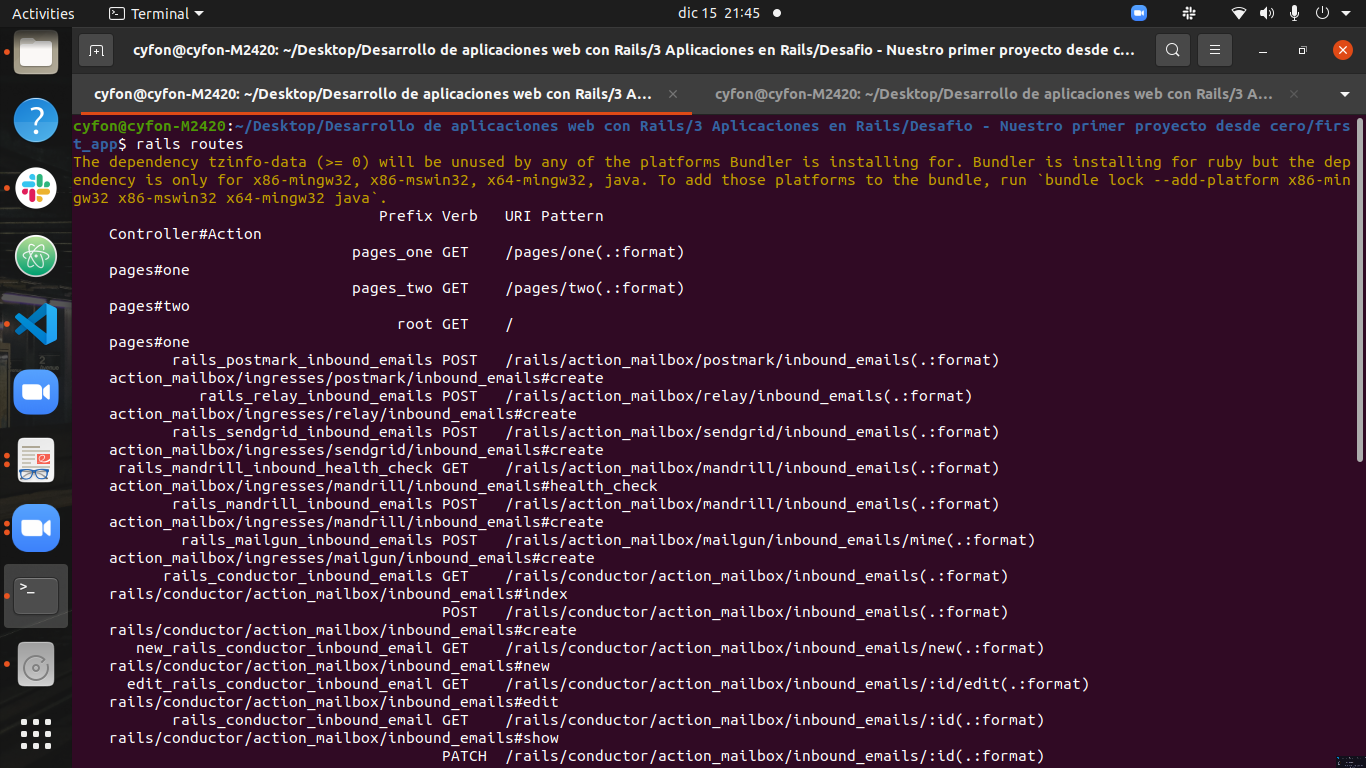 Activities
Terminal
dic 15 21:45
cyfon@cyfon-M2420: ~/Desktop/Desarrollo de aplicaciones web con Rails/3 Aplicaciones en Rails/Desafio - Nuestro primer proyecto desde c...
cyfon@cyfon-M2420: ~/Desktop/Desarrollo de aplicaciones web con Rails/3 A...
cyfon@cyfon-M2420: ~/Desktop/Desarrollo de aplicaciones web con Rails/3 A...
cyfon@cyfon-M2420:~/Desktop/Desarrollo de aplicaciones web con Rails/3 Aplicaciones en Rails/Desafio - Nuestro primer proyecto desde cero/firs
t_app$ rails routes
The dependency tzinfo-data (>= 0) will be unused by any of the platforms Bundler is installing for. Bundler is installing for ruby but the dep
endency is only for x86-mingw32, x86-mswin32, x64-mingw32, java. To add those platforms to the bundle, run `bundle lock --add-platform x86-min
gw32 x86-mswin32 x64-mingw32 java`.
Prefix Verb URI Pattern
Controller#Action
pages_one GET /pages/one(.:format)
pages#one
pages_two GET /pages/two(.:format)
pages#two
root GET /
pages#one
rails_postmark_inbound_emails POST /rails/action_mailbox/postmark/inbound_emails(.:format)
action_mailbox/ingresses/postmark/inbound_emails#create
rails_relay_inbound_emails POST /rails/action_mailbox/relay/inbound_emails(.:format)
action_mailbox/ingresses/relay/inbound_emails#create
rails_sendgrid_inbound_emails POST /rails/action_mailbox/sendgrid/inbound_emails(.:format)
action_mailbox/ingresses/sendgrid/inbound_emails#create
rails_mandrill_inbound_health_check GET /rails/action_mailbox/mandrill/inbound_emails(.:format)
action_mailbox/ingresses/mandrill/inbound_emails#health_check
rails_mandrill_inbound_emails POST /rails/action_mailbox/mandrill/inbound_emails(.:format)
action_mailbox/ingresses/mandrill/inbound_emails#create
rails_mailgun_inbound_emails POST /rails/action_mailbox/mailgun/inbound_emails/mime(.:format)
action_mailbox/ingresses/mailgun/inbound_emails#create
rails_conductor_inbound_emails GET /rails/conductor/action_mailbox/inbound_emails(.:format)
rails/conductor/action_mailbox/inbound_emails#index
POST /rails/conductor/action_mailbox/inbound_emails(.:format)
rails/conductor/action_mailbox/inbound_emails#create
new_rails_conductor_inbound_email GET /rails/conductor/action_mailbox/inbound_emails/new(.:format)
rails/conductor/action_mailbox/inbound_emails#new
edit_rails_conductor_inbound_email GET /rails/conductor/action_mailbox/inbound_emails/:id/edit(.:format)
rails/conductor/action_mailbox/inbound_emails#edit
rails_conductor_inbound_email GET /rails/conductor/action_mailbox/inbound_emails/:id(.:format)
rails/conductor/action_mailbox/inbound_emails#show
PATCH /rails/conductor/action_mailbox/inbound_emails/:id(.:format)